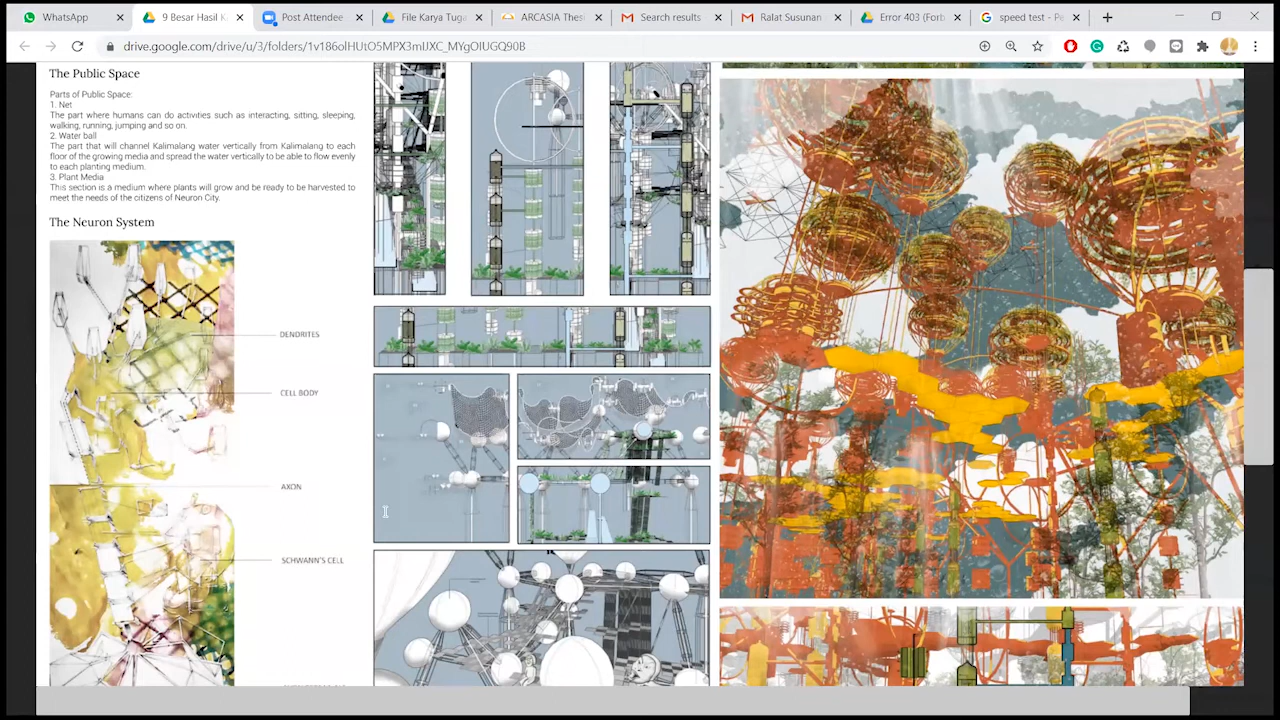 WhatsApp
9 Besar Hasil K
Post Attendee
File Karya Tuga
ARCASIA Thes
Search results
Ralat Susunan
Error 403 (Forb
speed test - Pe
drive.google.com/drive/u/3/folders/1v186olHUtO5MPX3mIJXC_MYgOIUGQ90B
The Public Space
Parts of Public Space:
1. Net
The part where humans can do activities such as interacting, sitting, sleeping,
walking, running, jumping and so on.
2. Water ball
The part that will channel Kalimalang water vertically from Kalimalang to each
floor of the growing media and spread the water vertically to be able to flow evenly
to each planting medium.
3. Plant Media
This section is a medium where plants will grow and be ready to be harvested to
meet the needs of the citizens of Neuron City.
The Neuron System
DENDRITES
CELL BODY
AXON
SCHWANN'S CELL